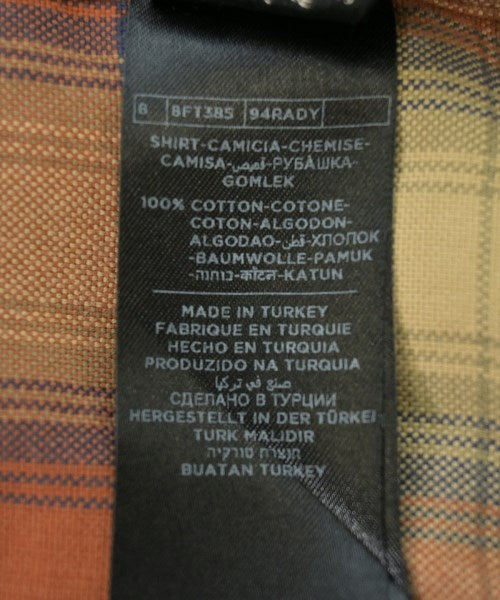 8 8FT385 94RADY
SHIRT-CAMICIA-CHEMISE-
CAMISA-قميص-РУБАШКА-
GOMLEK
100% COTTON-COTONE-
COTON-ALGODON-
ALGODAO-قطن-ХЛОПОК
-BAUMWOLLE-PAMUK
-כותנה-कॉटन-KATUN
MADE IN TURKEY
FABRIQUE EN TURQUIE
HECHO EN TURQUIA
PRODUZIDO NA TURQUIA
صنع في تركيا
СДЕЛАНО В ТУРЦИИ
HERGESTELLT IN DER TÜRKEI
TURK MALIDIR
תוצרת טורקיה
BUATAN TURKEY